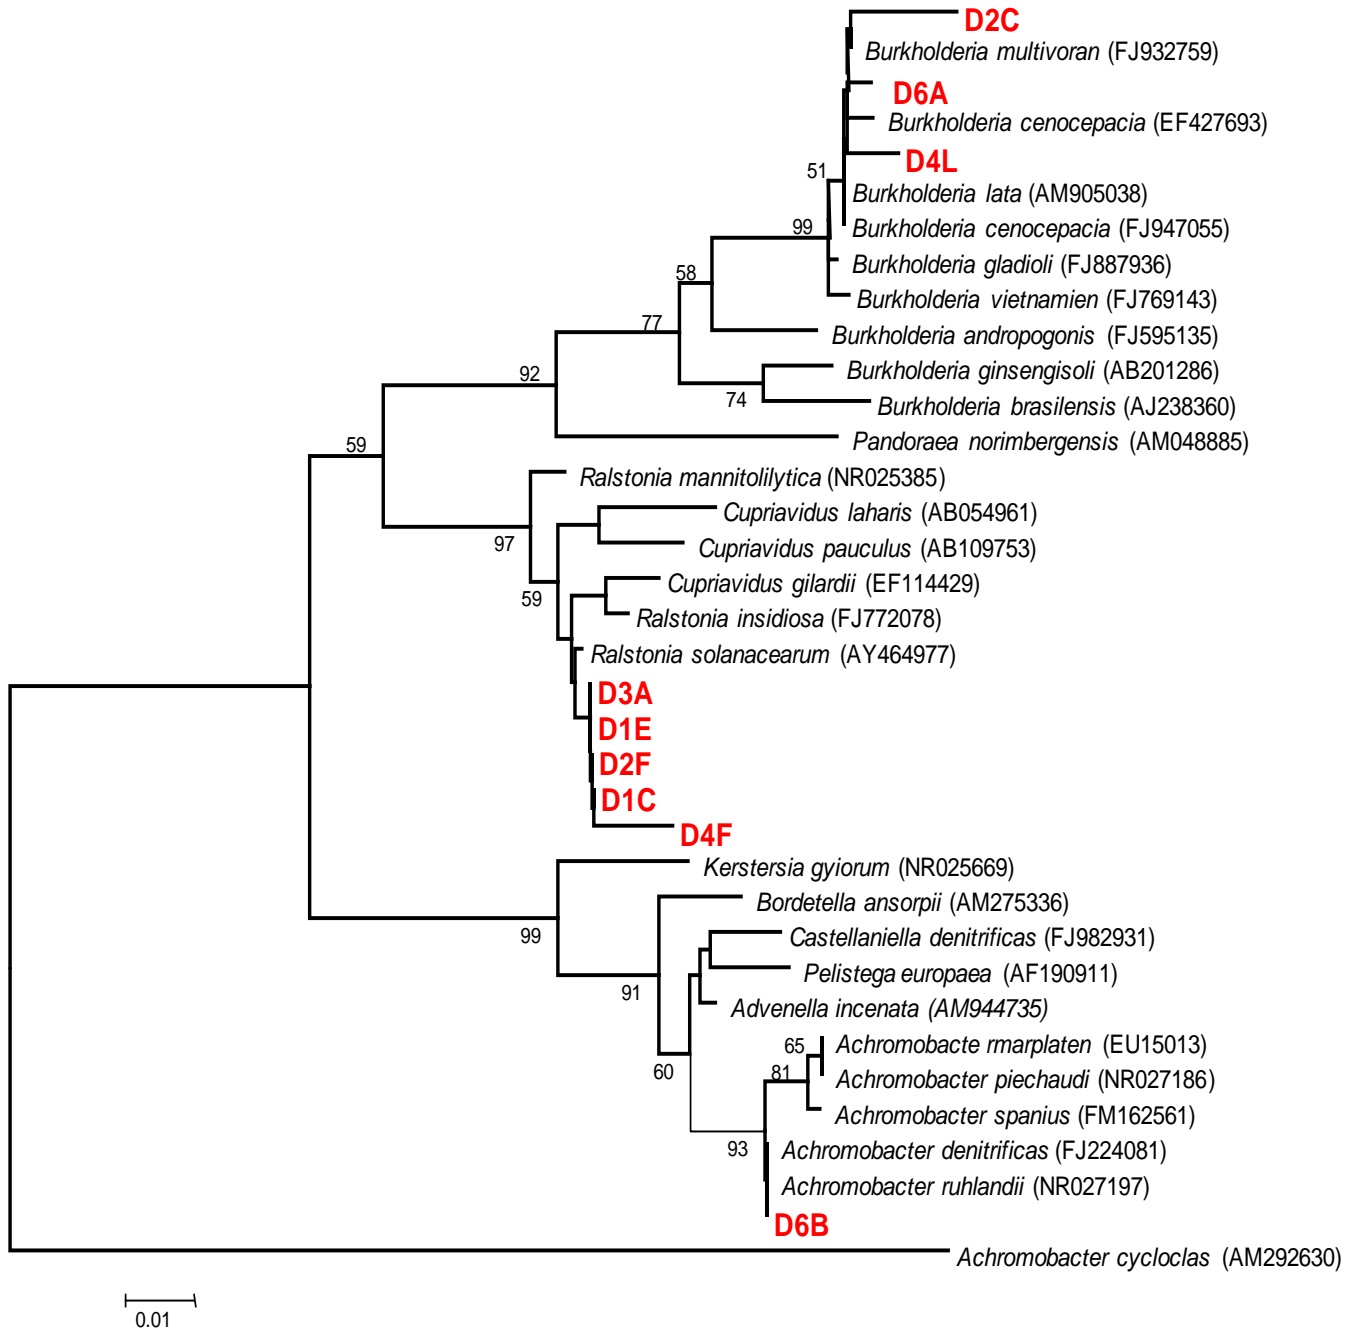 D2C
Burkholderia multivoran (FJ932759)
D6A
Burkholderia cenocepacia (EF427693)
D4L
51
Burkholderia lata (AM905038)
99
Burkholderia cenocepacia (FJ947055)
Burkholderia gladioli (FJ887936)
58
Burkholderia vietnamien (FJ769143)
77
Burkholderia andropogonis (FJ595135)
92
Burkholderia ginsengisoli (AB201286)
74
Burkholderia brasilensis (AJ238360)
59
Pandoraea norimbergensis (AM048885)
Ralstonia mannitolilytica (NR025385)
Cupriavidus laharis (AB054961)
97
Cupriavidus pauculus (AB109753)
Cupriavidus gilardii (EF114429)
59
Ralstonia insidiosa (FJ772078)
Ralstonia solanacearum (AY464977)
D3A
D1E
D2F
D1C
D4F
Kerstersia gyiorum (NR025669)
Bordetella ansorpii (AM275336)
99
Castellaniella denitrificas (FJ982931)
Pelistega europaea (AF190911)
91
Advenella incenata (AM944735)
65
Achromobacte rmarplaten (EU15013)
60
81
Achromobacter piechaudi (NR027186)
Achromobacter spanius (FM162561)
93
Achromobacter denitrificas (FJ224081)
Achromobacter ruhlandii (NR027197)
D6B
Achromobacter cycloclas (AM292630)
0.01